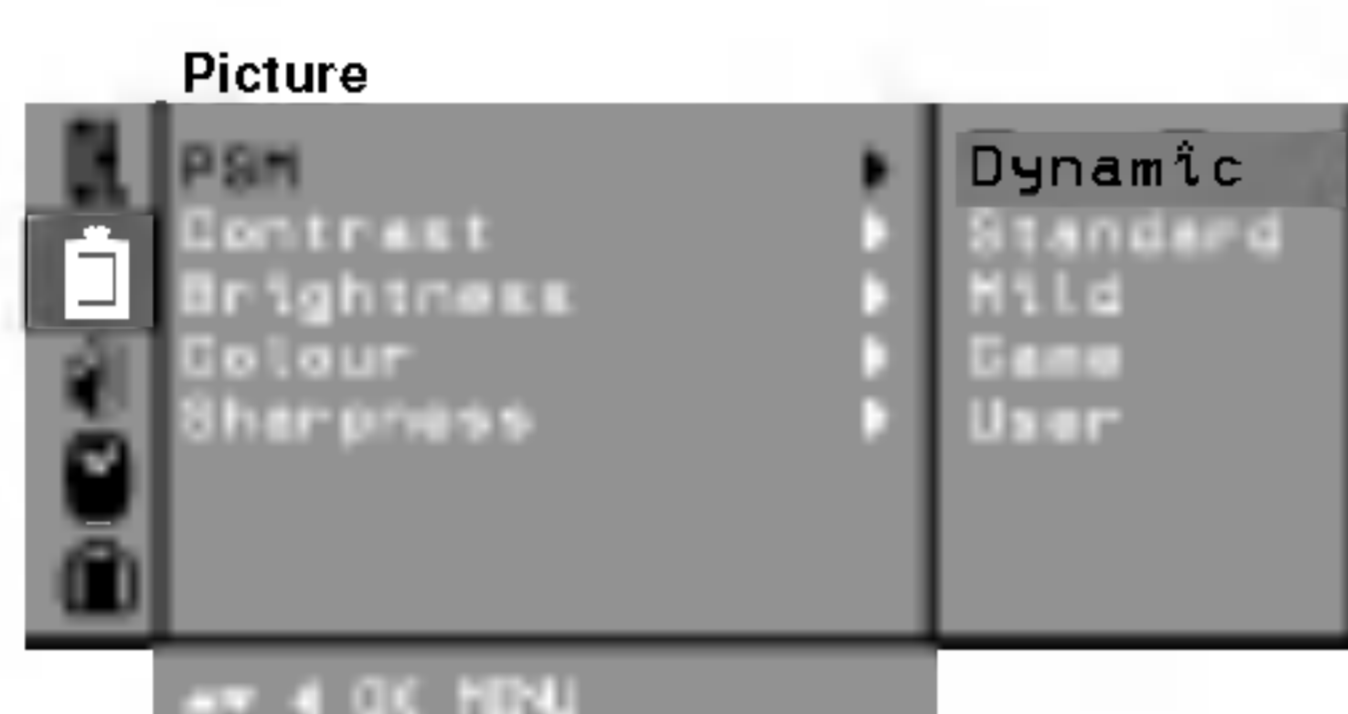 Picture
PSM
Contrast
Brightness
Colour
Sharpness
Dynamic
Standard
Mild
Game
User
OK MENU